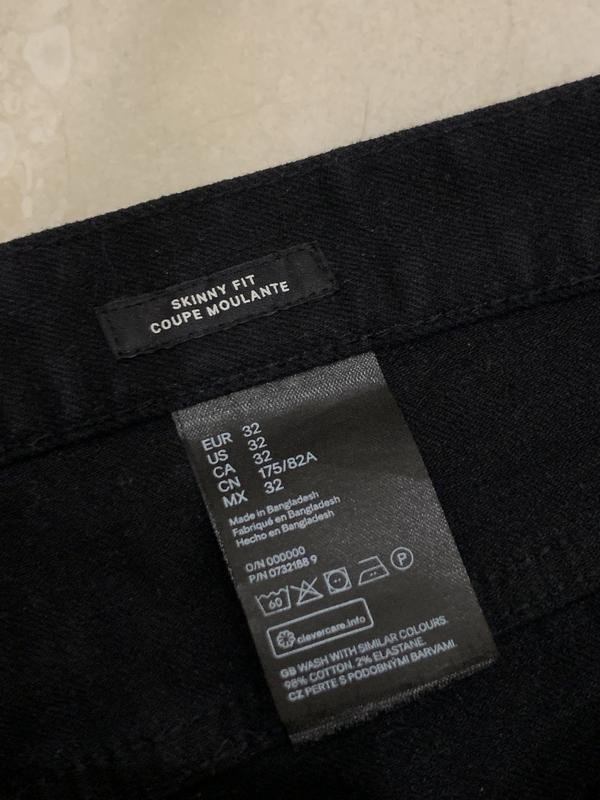 SKINNY FIT
COUPE MOULANTE
EUR 32
US 32
CA 32
CN 175/82A
MX 32
Made in Bangladesh
Fabriqué en Bangladesh
Hecho en Bangladesh
O/N 000000
P/N 0732188 9
60 P
clevercare.info
GB WASH WITH SIMILAR COLOURS.
98% COTTON. 2% ELASTANE.
CZ PERTE S PODOBNÝMI BARVAMI.